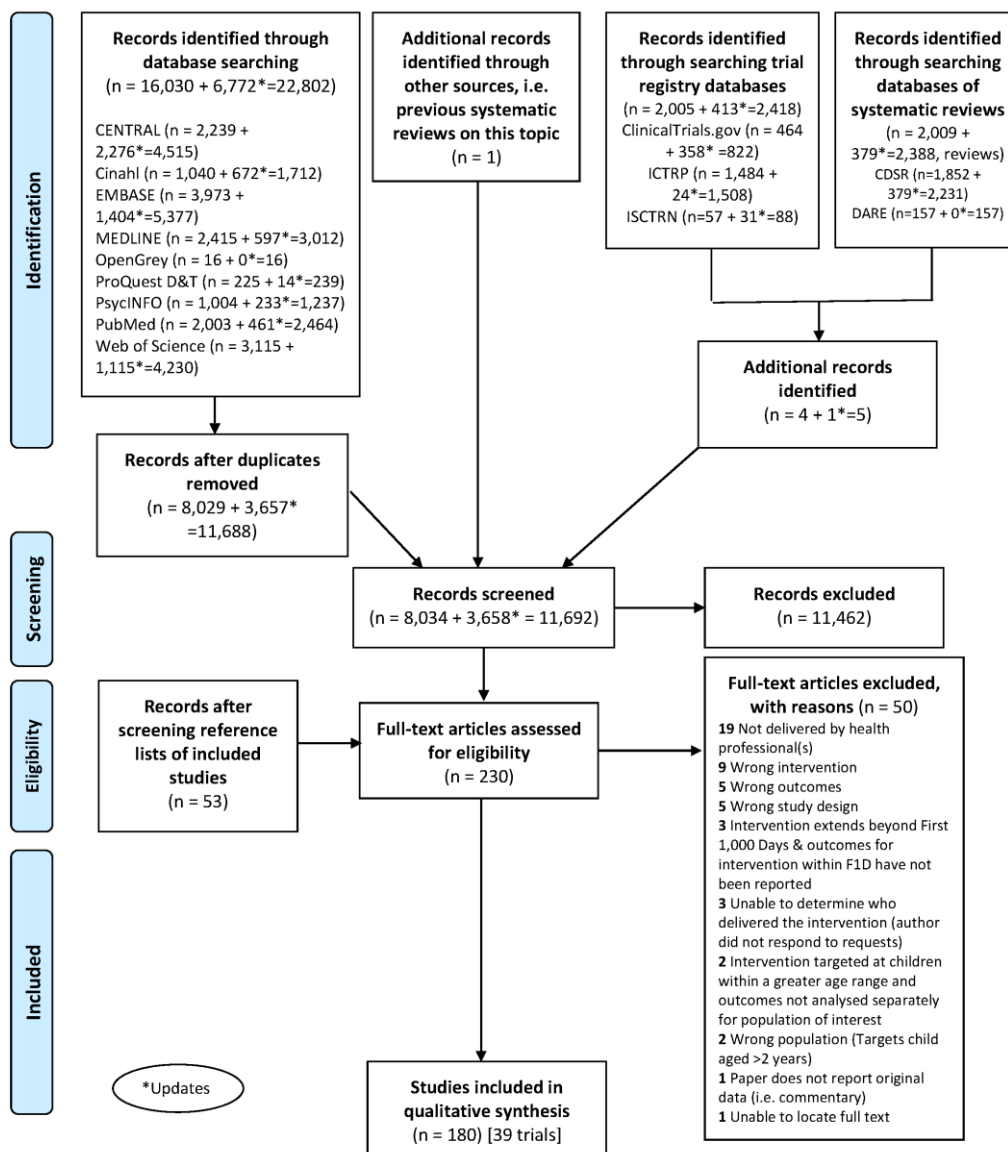 Identification
Records identified through
database searching
(n = 16,030 + 6,772*=22,802)
CENTRAL (n = 2,239 +
2,276*=4,515)
Cinahl (n = 1,040 + 672*=1,712)
EMBASE (n = 3,973 +
1,404*=5,377)
MEDLINE (n = 2,415 + 597*=3,012)
OpenGrey (n = 16 + 0*=16)
ProQuest D&T (n = 225 + 14*=239)
PsycINFO (n = 1,004 + 233*=1,237)
PubMed (n = 2,003 + 461*=2,464)
Web of Science (n = 3,115 +
1,115*=4,230)
Additional records
identified through
other sources, i.e.
previous systematic
reviews on this topic
(n = 1)
Records identified
through searching trial
registry databases
(n = 2,005 + 413*=2,418)
ClinicalTrials.gov (n = 464
+ 358* =822)
ICTRP (n = 1,484 +
24*=1,508)
ISCTRN (n=57 + 31*=88)
Records identified
through searching
databases of
systematic reviews
(n = 2,009 +
379*=2,388, reviews)
CDSR (n=1,852 +
379*=2,231)
DARE (n=157 + 0*=157)
Additional records
identified
(n = 4 + 1*=5)
Records after duplicates
removed
(n = 8,029 + 3,657*
=11,688)
Screening
Records screened
(n = 8,034 + 3,658* = 11,692)
Records excluded
(n = 11,462)
Eligibility
Records after
screening reference
lists of included
studies
(n = 53)
Full-text articles assessed
for eligibility
(n = 230)
Full-text articles excluded,
with reasons (n = 50)
19 Not delivered by health
professional(s)
9 Wrong intervention
5 Wrong outcomes
5 Wrong study design
3 Intervention extends beyond First
1,000 Days & outcomes for
intervention within F1D have not
been reported
3 Unable to determine who
delivered the intervention (author
did not respond to requests)
2 Intervention targeted at children
within a greater age range and
outcomes not analysed separately
for population of interest
2 Wrong population (Targets child
aged >2 years)
1 Paper does not report original
data (i.e. commentary)
1 Unable to locate full text
Included
*Updates
Studies included in
qualitative synthesis
(n = 180) [39 trials]